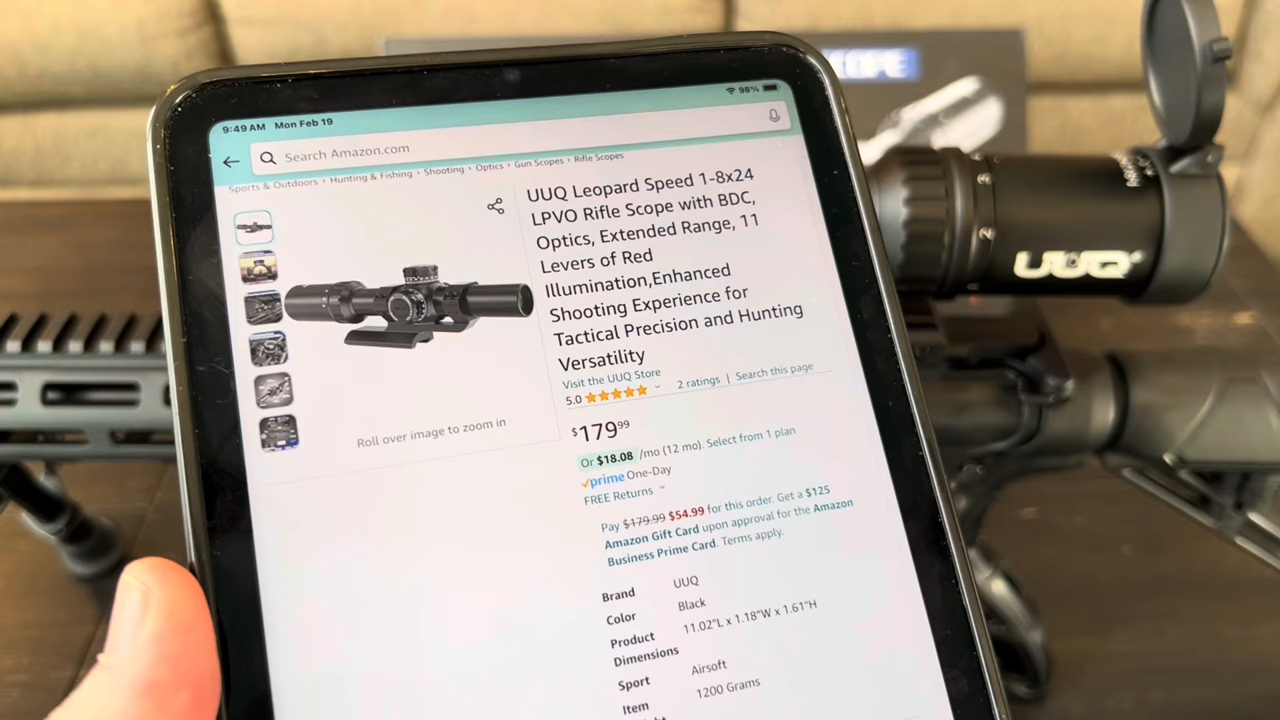 9:49 AM Mon Feb 19
98%
Search Amazon.com
Sports & Outdoors › Hunting & Fishing › Shooting › Optics › Gun Scopes › Rifle Scopes
UUQ Leopard Speed 1-8x24
LPVO Rifle Scope with BDC,
Optics, Extended Range, 11
Levers of Red
Illumination,Enhanced
Shooting Experience for
Tactical Precision and Hunting
Versatility
Visit the UUQ Store
5.0 2 ratings | Search this page
Roll over image to zoom in
$179 99
Or $18.08 /mo (12 mo). Select from 1 plan
prime One-Day
FREE Returns
Pay $179.99 $54.99 for this order. Get a $125
Amazon Gift Card upon approval for the Amazon
Business Prime Card. Terms apply.
Brand UUQ
Color Black
Product
Dimensions 11.02"L x 1.18"W x 1.61"H
Sport Airsoft
Item 1200 Grams
UUQ
2